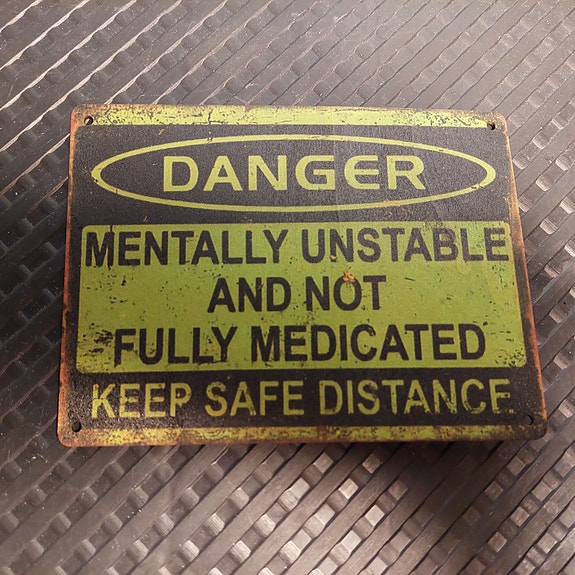 DANGER
MENTALLY UNSTABLE
AND NOT
FULLY MEDICATED
KEEP SAFE DISTANCE